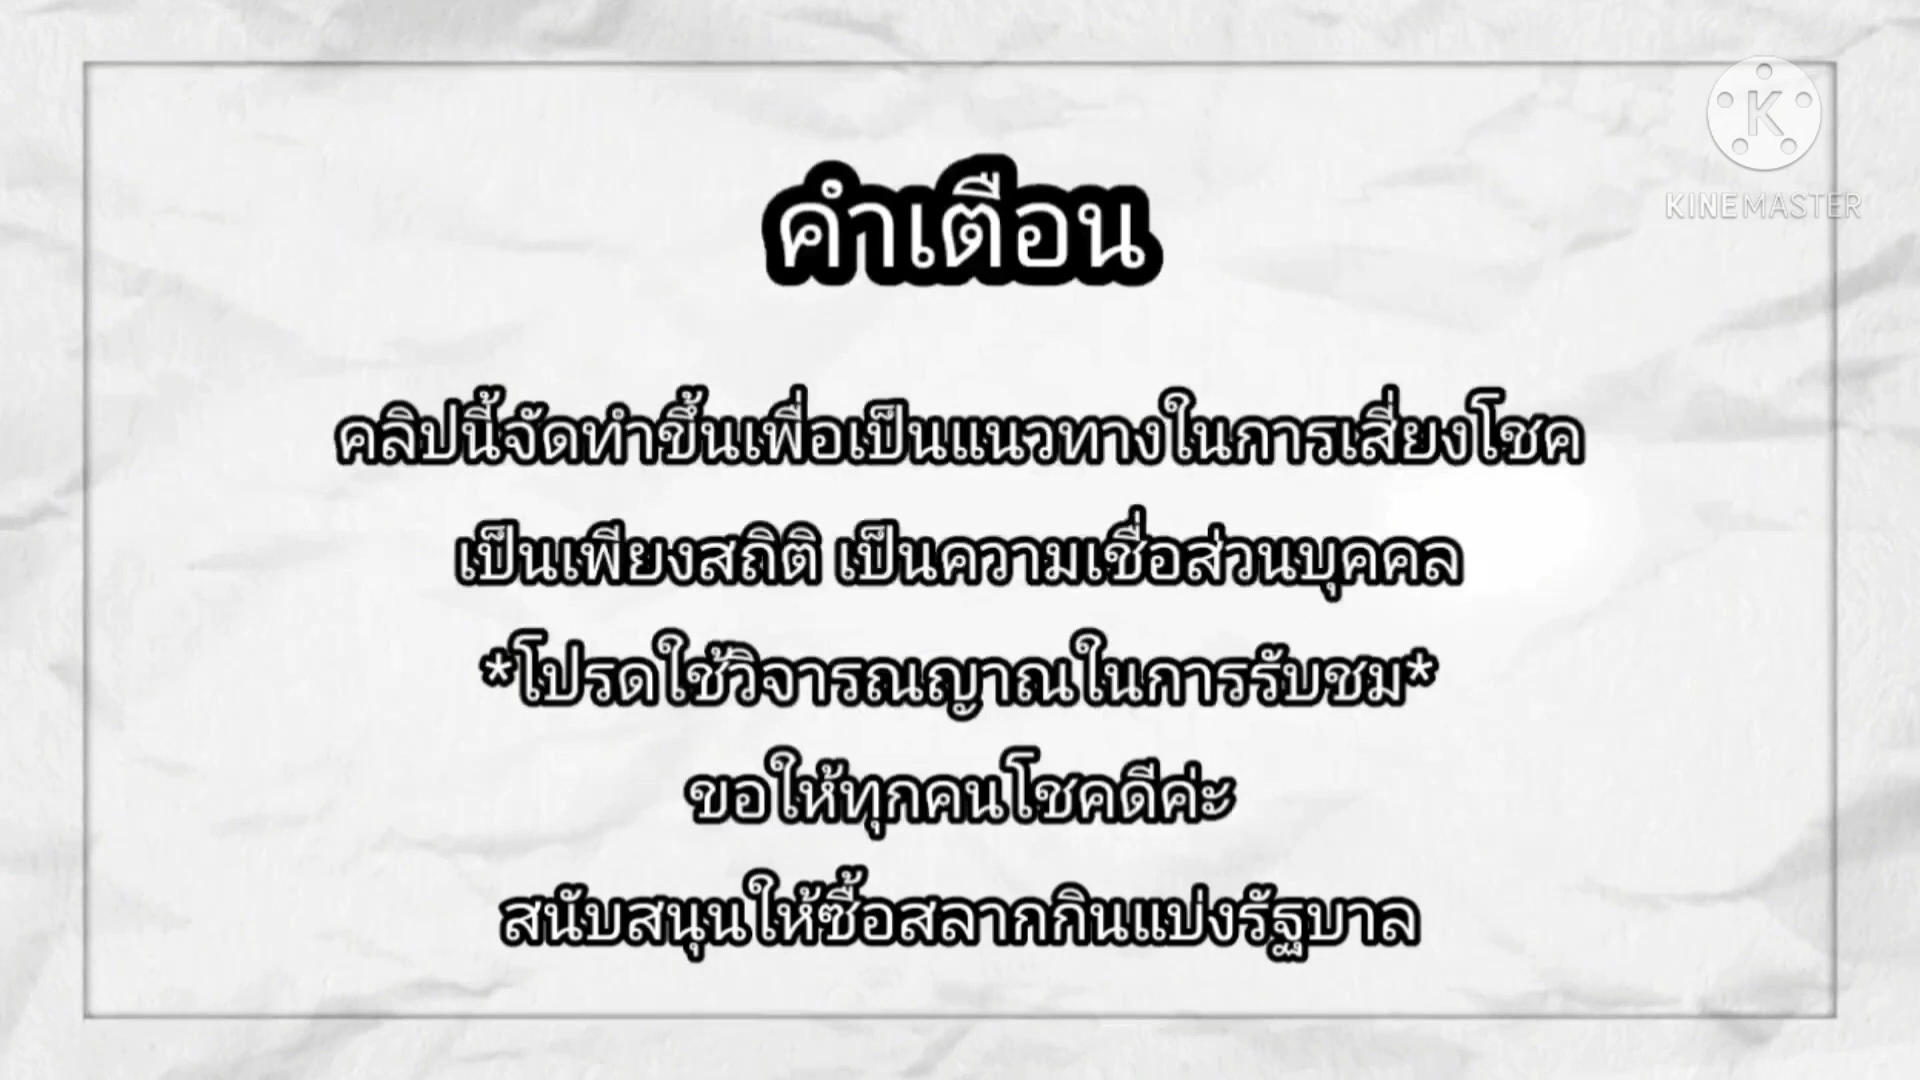 คำเตือน
คลิปนี้จัดทำขึ้นเพื่อเป็นแนวทางในการเสี่ยงโชค
เป็นเพียงสถิติ เป็นความเชื่อส่วนบุคคล
*โปรดใช้วิจารณญาณในการรับชม*
ขอให้ทุกคนโชคดีค่ะ
สนับสนุนให้ซื้อสลากกินแบ่งรัฐบาล
K
KINEMASTER